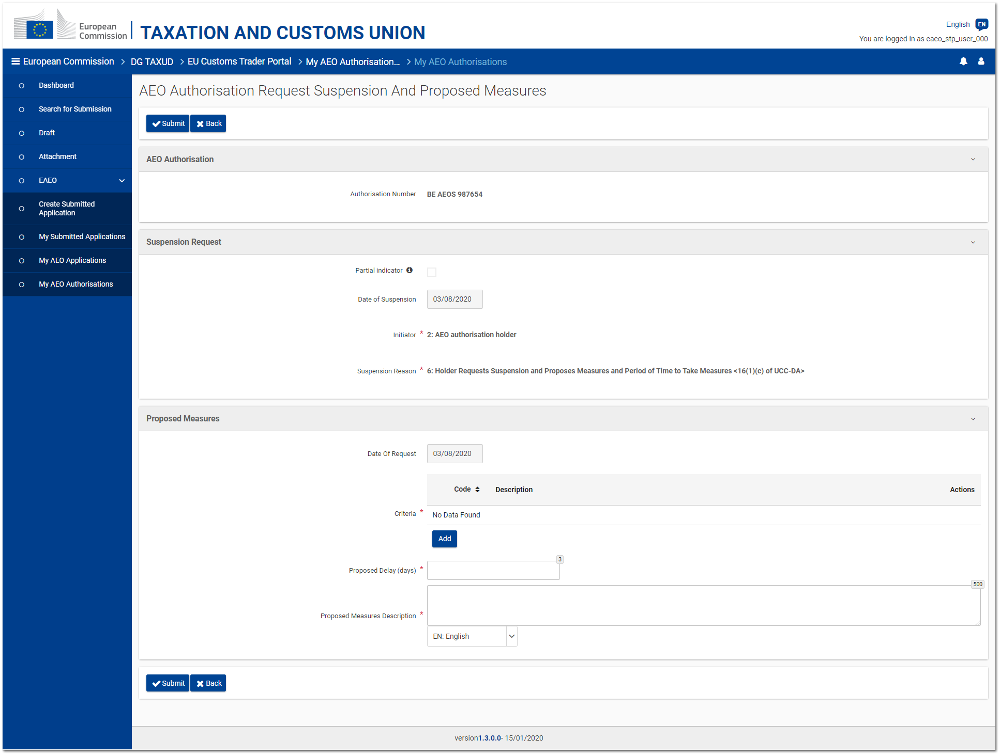 European
Commission
TAXATION AND CUSTOMS UNION
English EN
You are logged-in as eaeo_stp_user_000
European Commission > DG TAXUD > EU Customs Trader Portal > My AEO Authorisation... > My AEO Authorisations
Dashboard
Search for Submission
Draft
Attachment
EAEO
Create Submitted
Application
My Submitted Applications
My AEO Applications
My AEO Authorisations
AEO Authorisation Request Suspension And Proposed Measures
Submit Back
AEO Authorisation
Authorisation Number BE AEOS 987654
Suspension Request
Partial indicator
Date of Suspension 03/08/2020
Initiator * 2: AEO authorisation holder
Suspension Reason * 6: Holder Requests Suspension and Proposes Measures and Period of Time to Take Measures <16(1)(c) of UCC-DA>
Proposed Measures
Date Of Request 03/08/2020
Code Description Actions
Criteria * No Data Found
Add
3
Proposed Delay (days) *
500
Proposed Measures Description *
EN: English
Submit Back
version1.3.0.0- 15/01/2020